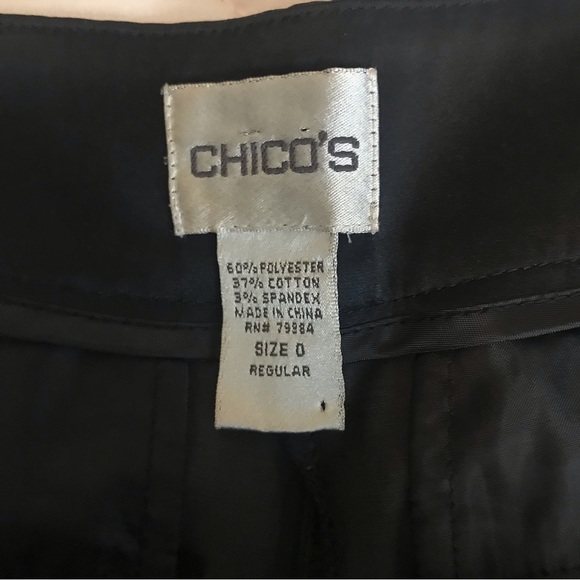 CHICO'S
60% POLYESTER
37% COTTON
3% SPANDEX
MADE IN CHINA
RN# 79984
SIZE 0
REGULAR